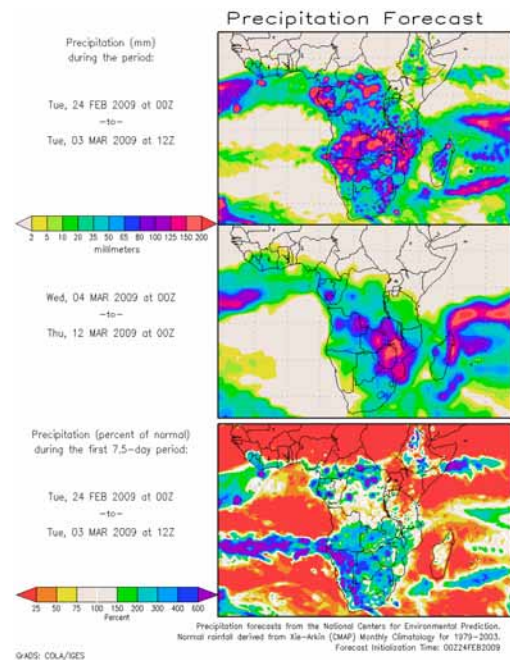 Precipitation Forecast
Precipitation (mm)
during the period:
Tue, 24 FEB 2009 at 00Z
-to-
Tue, 03 MAR 2009 at 12Z
2 5 10 20 35 50 65 80 100 125 150 200
millimeters
Wed, 04 MAR 2009 at 00Z
-to-
Thu, 12 MAR 2009 at 00Z
Precipitation (percent of normal)
during the first 7.5-day period:
Tue, 24 FEB 2009 at 00Z
-to-
Tue, 03 MAR 2009 at 12Z
25 50 75 100 150 200 300 400 600
Percent
Precipitation forecasts from the National Centers for Environmental Prediction.
Normal rainfall derived from Xie-Arkin (CMAP) Monthly Climatology for 1979-2003.
Forecast Initialization Time: 00Z24FEB2009
GrADS: COLA/IGES